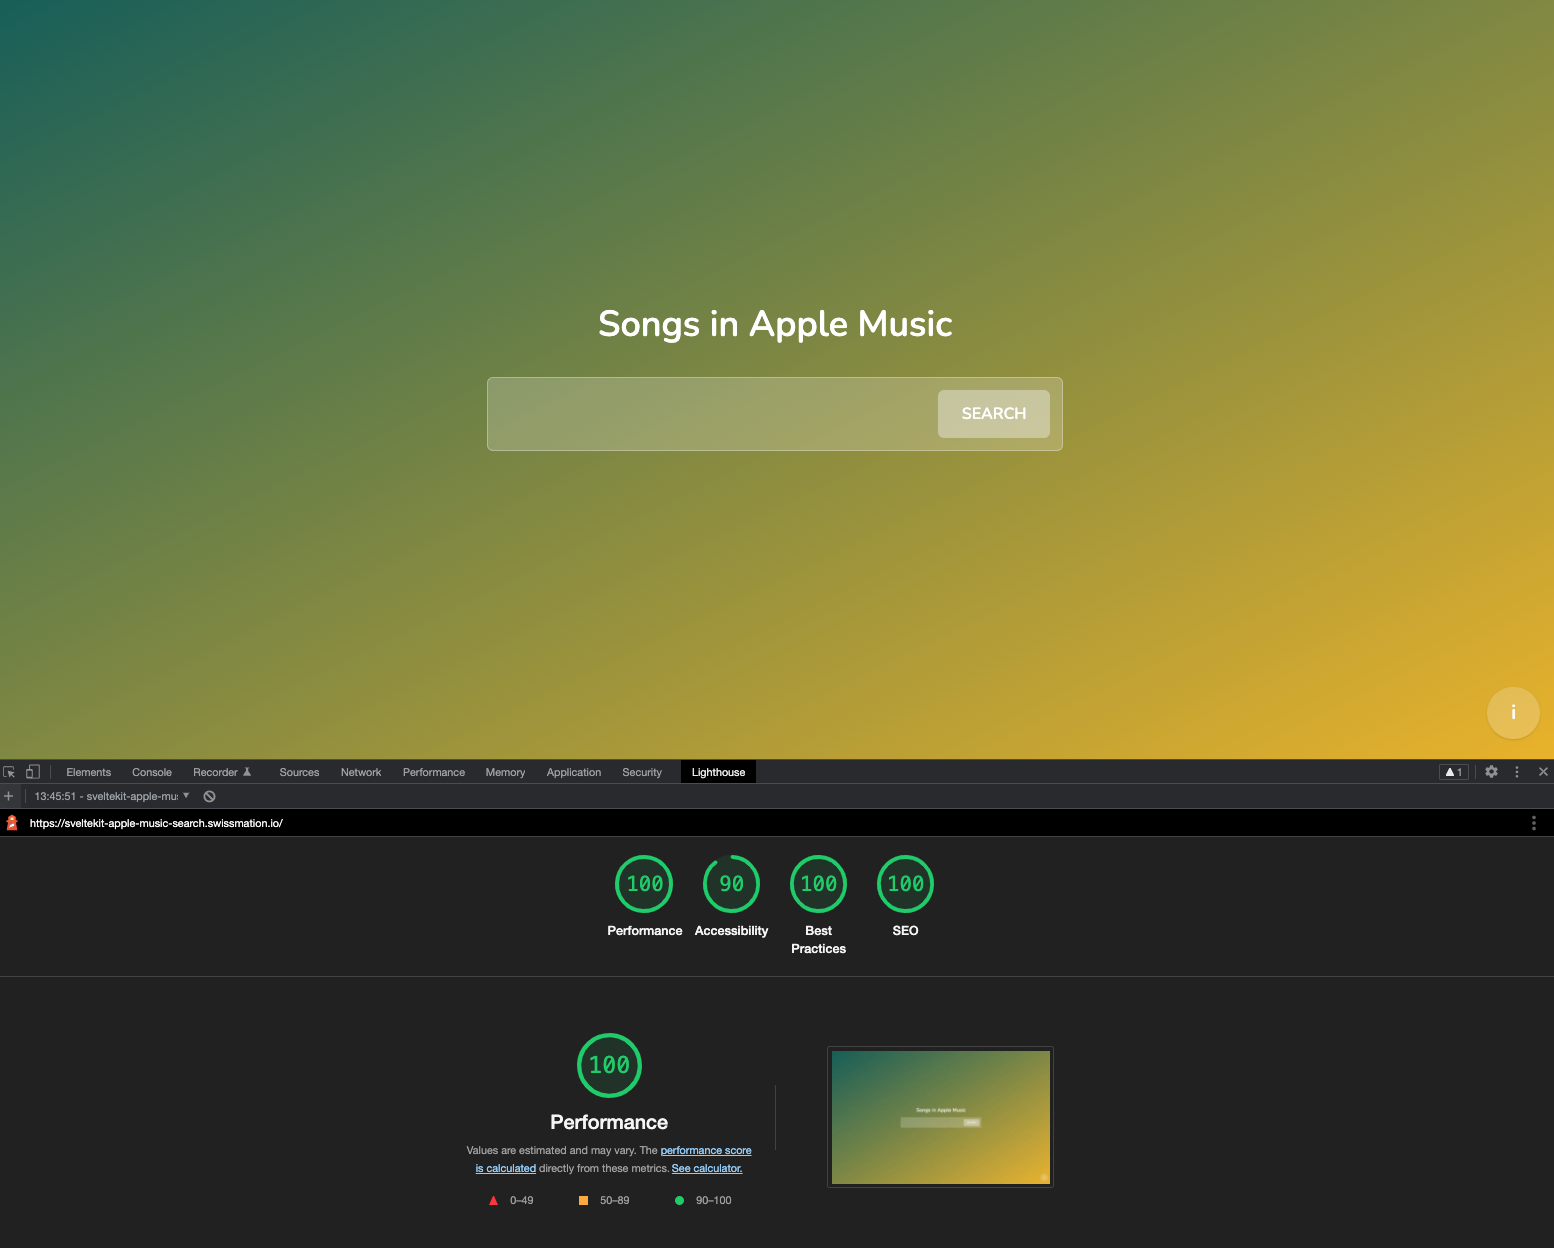 Songs in Apple Music
SEARCH
i
Elements Console Recorder Sources Network Performance Memory Application Security Lighthouse 1
13:45:51 - sveltekit-apple-mu
https://sveltekit-apple-music-search.swissmation.io/
100 90 100 100
Performance Accessibility Best Practices SEO
100
Performance
Values are estimated and may vary. The performance score
is calculated directly from these metrics. See calculator.
0–49 50–89 90–100
Songs in Apple Music